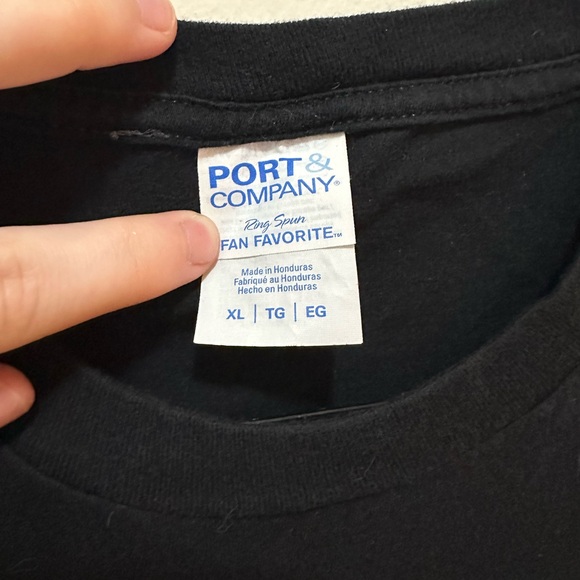 PORT &
COMPANY®
Ring Spun
FAN FAVORITE™
Made in Honduras
Fabriqué au Honduras
Hecho en Honduras
XL | TG | EG